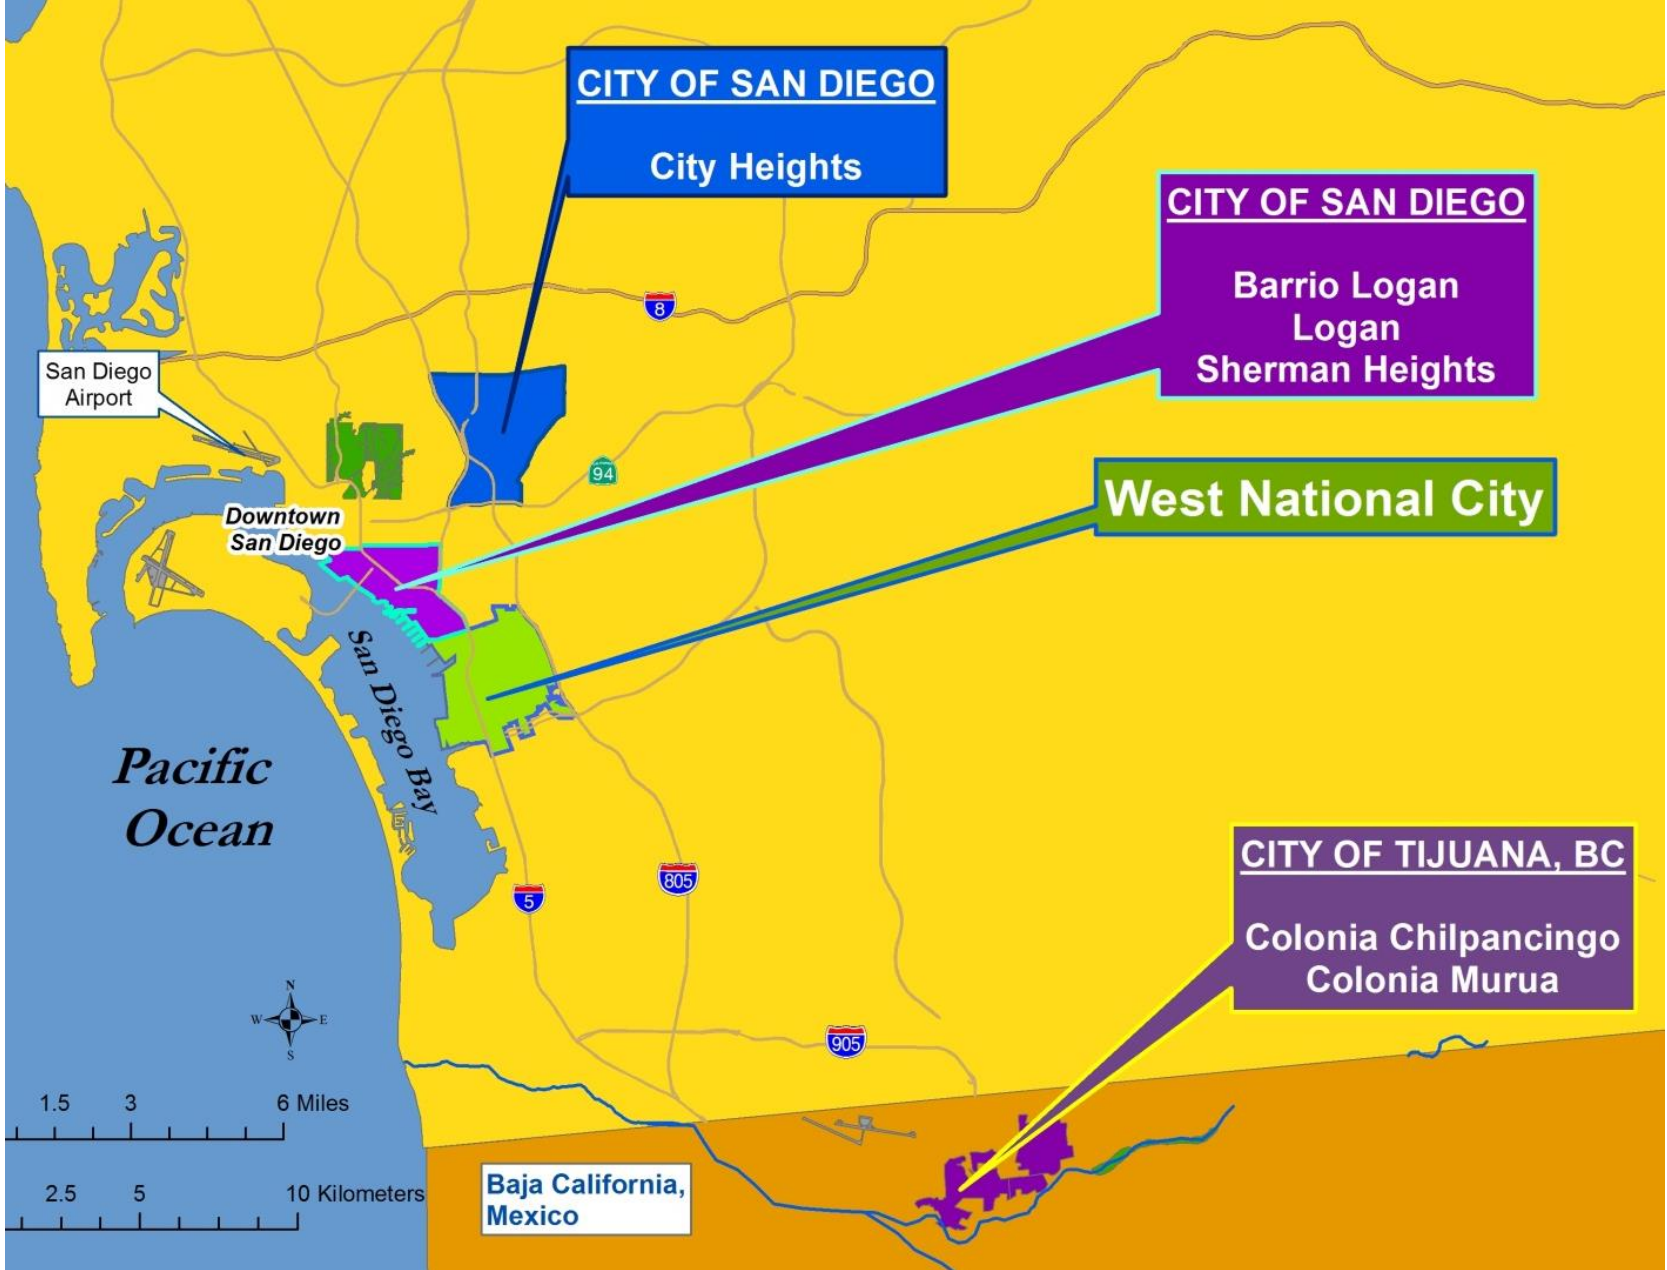 CITY OF SAN DIEGO
City Heights
CITY OF SAN DIEGO
Barrio Logan
Logan
Sherman Heights
8
San Diego
Airport
94
West National City
Downtown
San Diego
San Diego Bay
Pacific
Ocean
CITY OF TIJUANA, BC
Colonia Chilpancingo
Colonia Murua
805
5
N
W E
S
905
1.5 3 6 Miles
2.5 5 10 Kilometers
Baja California,
Mexico